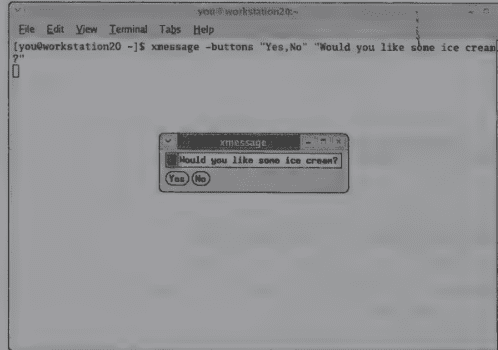 you@workstation20:~
File Edit View Terminal Tabs Help
[you@workstation20 ~]$ xmessage -buttons "Yes,No" "Would you like some ice cream
?"
xmessage
Would you like some ice cream?
Yes No